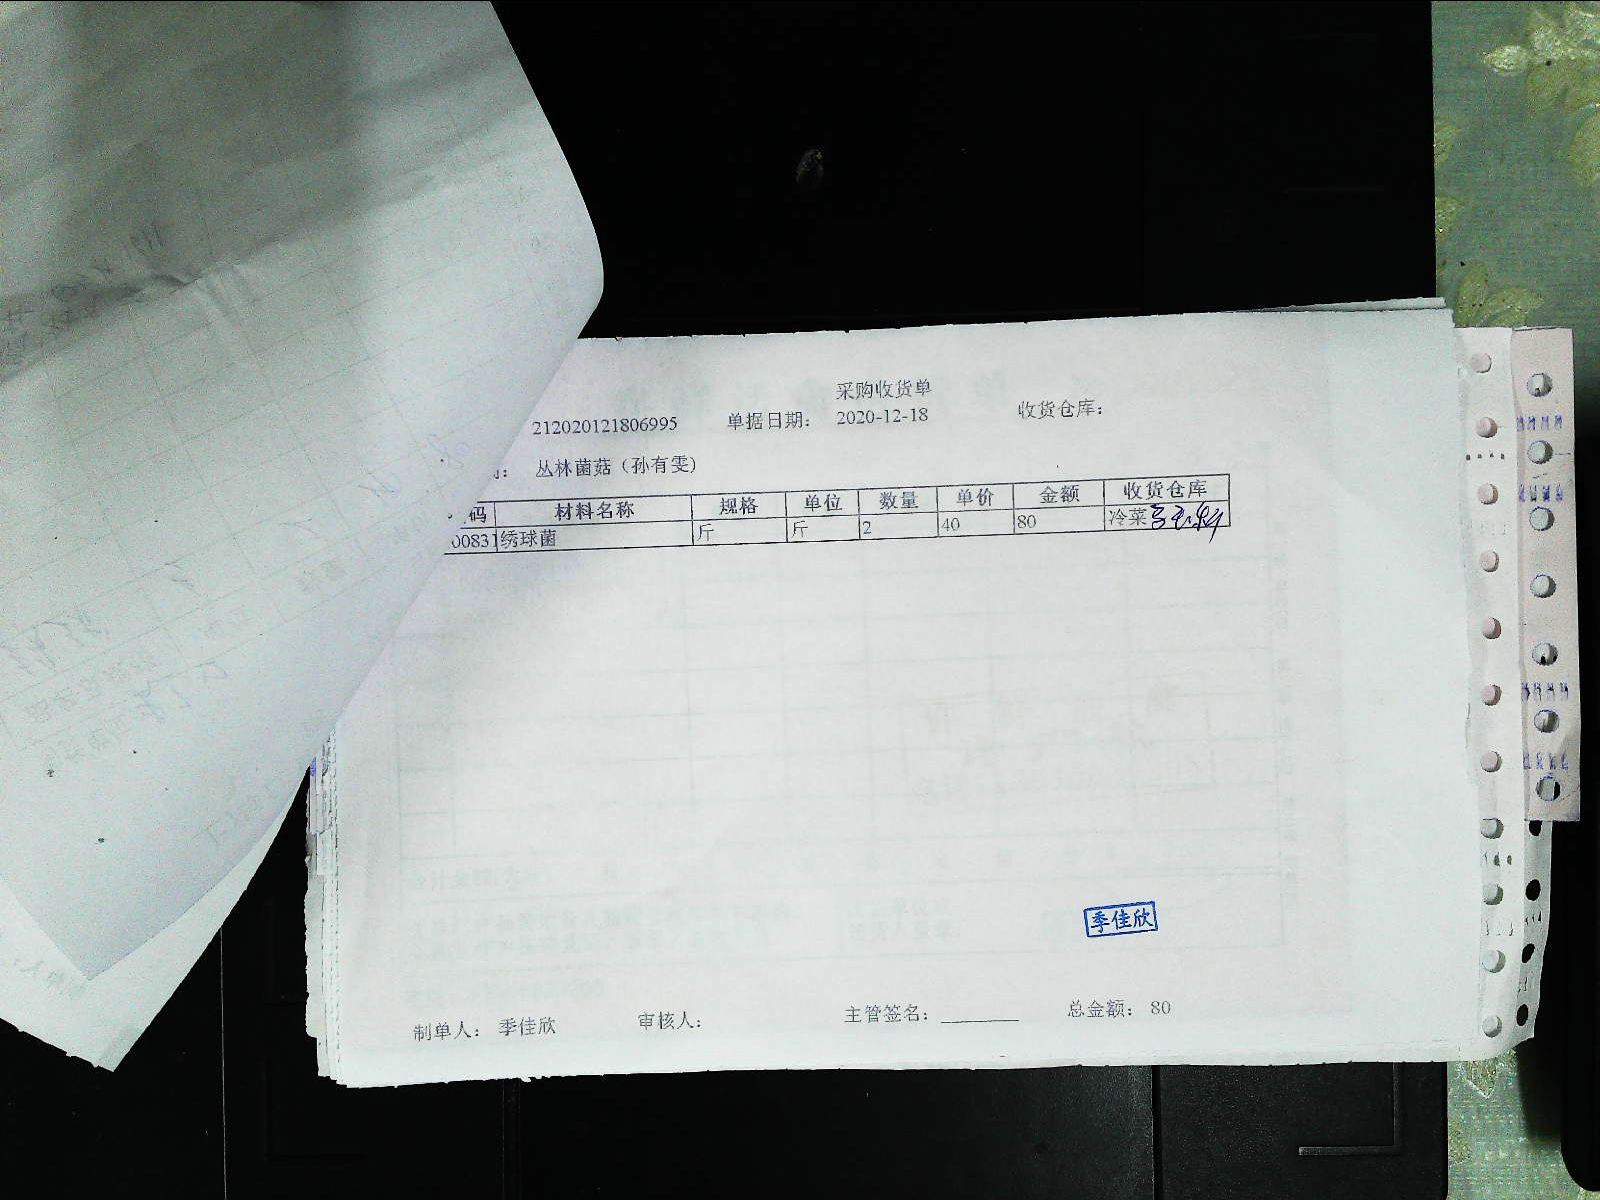 采购收货单
212020121806995 单据日期： 2020-12-18 收货仓库：
丛林菌菇（孙有雯）
码 材料名称 规格 单位 数量 单价 金额 收货仓库
00831 绣球菌 斤 斤 2 40 80 冷菜
季佳欣
制单人： 季佳欣 审核人： 主管签名： 总金额： 80